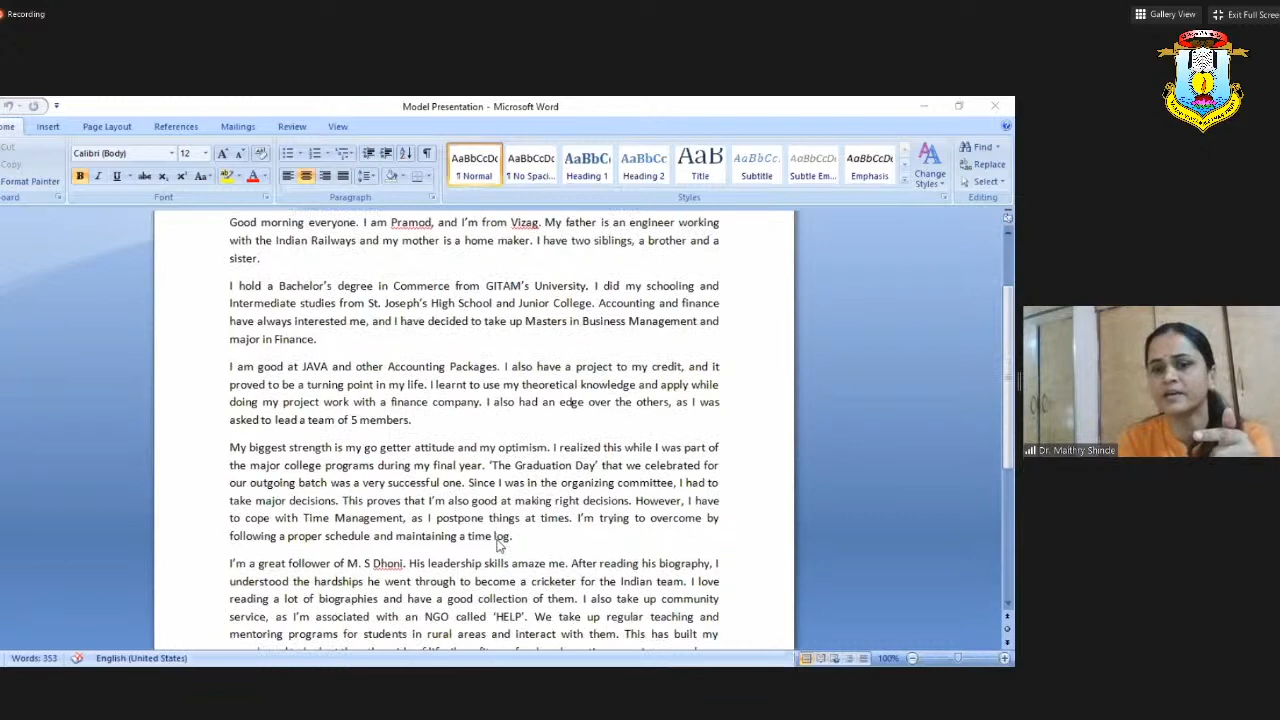 Recording
Gallery View
Exit Full Scree
Model Presentation - Microsoft Word
ome Insert Page Layout References Mailings Review View
Cut
Copy
Format Painter
Calibri (Body) 12
AaBbCcDc AaBbCcDc AaBbC AaBbCc AaB AaBbCc. AaBbCcDc AaBbCcDc
¶ Normal ¶ No Spaci... Heading 1 Heading 2 Title Subtitle Subtle Em... Emphasis
Change
Styles
Find
Replace
Select
oard Font Paragraph Styles Editing
Good morning everyone. I am Pramod, and I'm from Vizag. My father is an engineer working
with the Indian Railways and my mother is a home maker. I have two siblings, a brother and a
sister.
I hold a Bachelor's degree in Commerce from GITAM's University. I did my schooling and
Intermediate studies from St. Joseph's High School and Junior College. Accounting and finance
have always interested me, and I have decided to take up Masters in Business Management and
major in Finance.
I am good at JAVA and other Accounting Packages. I also have a project to my credit, and it
proved to be a turning point in my life. I learnt to use my theoretical knowledge and apply while
doing my project work with a finance company. I also had an edge over the others, as I was
asked to lead a team of 5 members.
My biggest strength is my go getter attitude and my optimism. I realized this while I was part of
the major college programs during my final year. 'The Graduation Day' that we celebrated for
our outgoing batch was a very successful one. Since I was in the organizing committee, I had to
take major decisions. This proves that I'm also good at making right decisions. However, I have
to cope with Time Management, as I postpone things at times. I'm trying to overcome by
following a proper schedule and maintaining a time log.
I'm a great follower of M. S Dhoni. His leadership skills amaze me. After reading his biography, I
understood the hardships he went through to become a cricketer for the Indian team. I love
reading a lot of biographies and have a good collection of them. I also take up community
service, as I'm associated with an NGO called 'HELP'. We take up regular teaching and
mentoring programs for students in rural areas and interact with them. This has built my
Dr. Maithry Shinde
Words: 353 English (United States) 100%